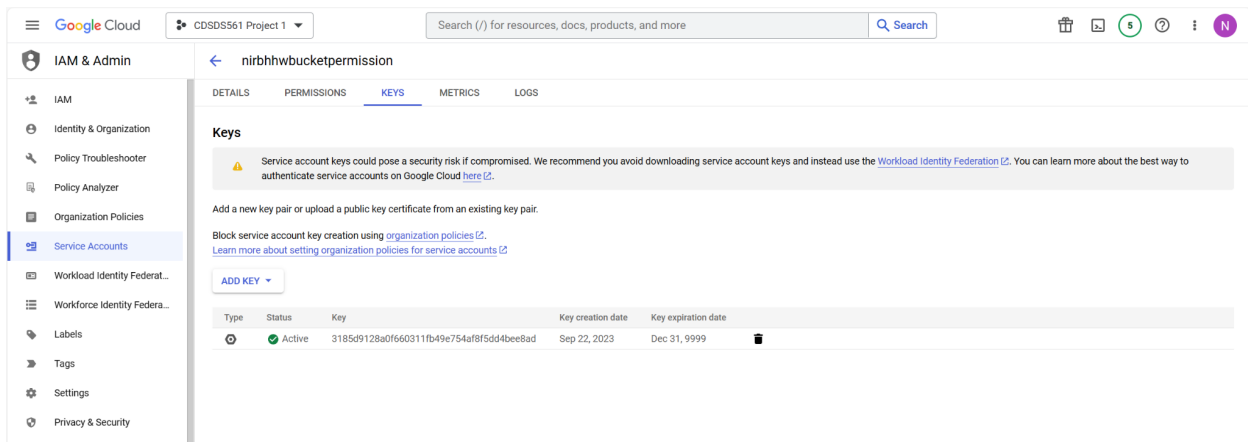 Google Cloud
CDSDS561 Project 1
Search (/) for resources, docs, products, and more
Search
5
N
IAM & Admin
nirbhhwbucketpermission
DETAILS
PERMISSIONS
KEYS
METRICS
LOGS
IAM
Identity & Organization
Policy Troubleshooter
Policy Analyzer
Organization Policies
Service Accounts
Workload Identity Federat...
Workforce Identity Federa...
Labels
Tags
Settings
Privacy & Security
Keys
Service account keys could pose a security risk if compromised. We recommend you avoid downloading service account keys and instead use the Workload Identity Federation. You can learn more about the best way to
authenticate service accounts on Google Cloud here.
Add a new key pair or upload a public key certificate from an existing key pair.
Block service account key creation using organization policies.
Learn more about setting organization policies for service accounts
ADD KEY
Type Status Key Key creation date Key expiration date
Active 3185d9128a0f660311fb49e754af8f5dd4bee8ad Sep 22, 2023 Dec 31, 9999